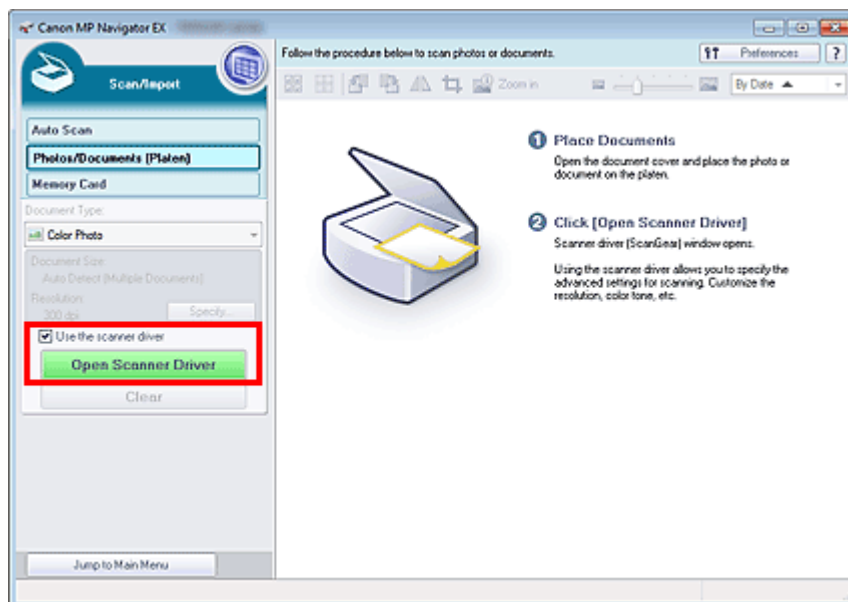 Canon MP Navigator EX
Scan/Import
Auto Scan
Photos/Documents (Platen)
Memory Card
Document Type:
Color Photo
Document Size:
Auto Detect (Multiple Documents)
Resolution:
300 dpi
Specify...
Use the scanner driver
Open Scanner Driver
Clear
Jump to Main Menu
Follow the procedure below to scan photos or documents.
Preferences
?
Zoom in
By Date
1 Place Documents
Open the document cover and place the photo or
document on the platen.
2 Click [Open Scanner Driver]
Scanner driver (ScanGear) window opens.
Using the scanner driver allows you to specify the
advanced settings for scanning. Customize the
resolution, color tone, etc.